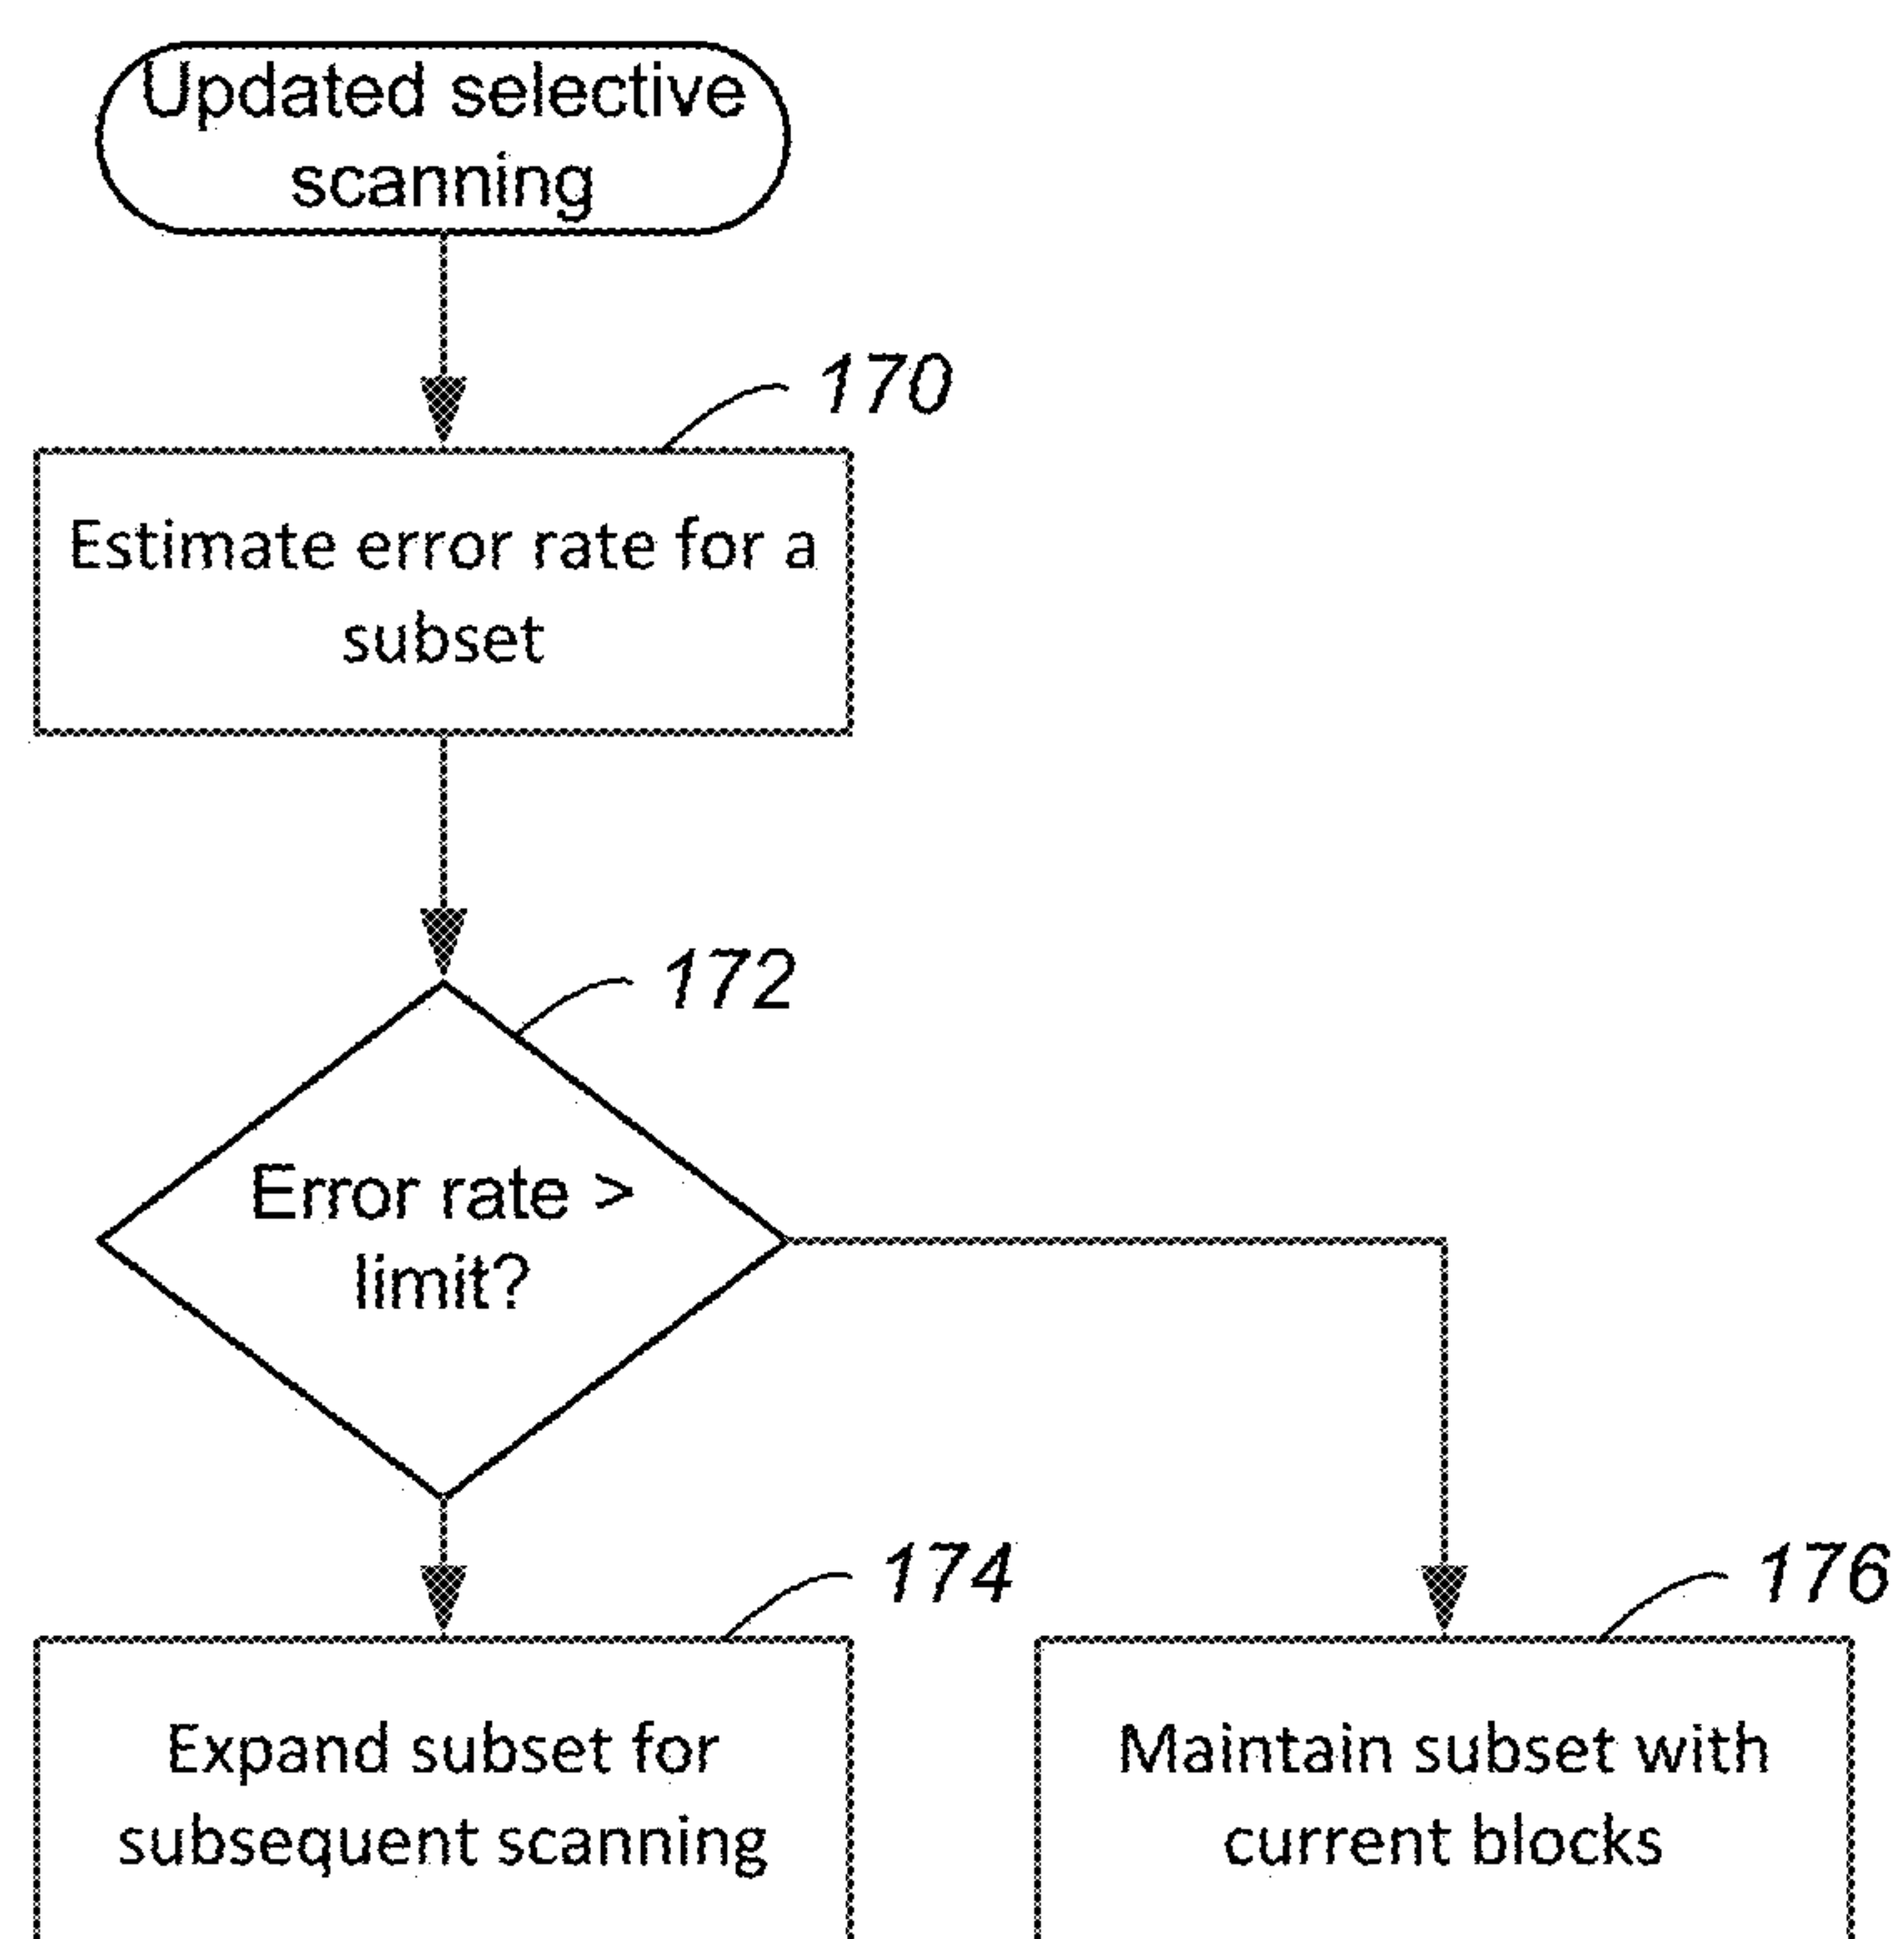 Updated selective
scanning
170
Estimate error rate for a
subset
172
Error rate >
limit?
174
176
Expand subset for
subsequent scanning
Maintain subset with
current blocks